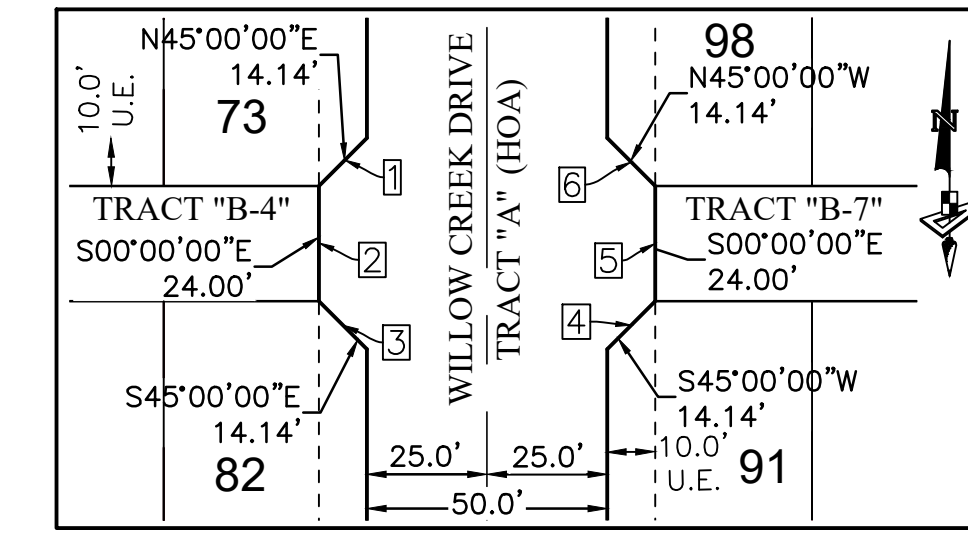 N45°00'00"E
14.14'
10.0'
U.E.
73
1
TRACT "B-4"
S00°00'00"E
24.00'
2
3
S45°00'00"E
14.14'
82
WILLOW CREEK DRIVE
TRACT "A" (HOA)
25.0'
25.0'
50.0'
98
N45°00'00"W
14.14'
6
TRACT "B-7"
5
S00°00'00"E
24.00'
4
S45°00'00"W
14.14'
10.0'
U.E.
91
N